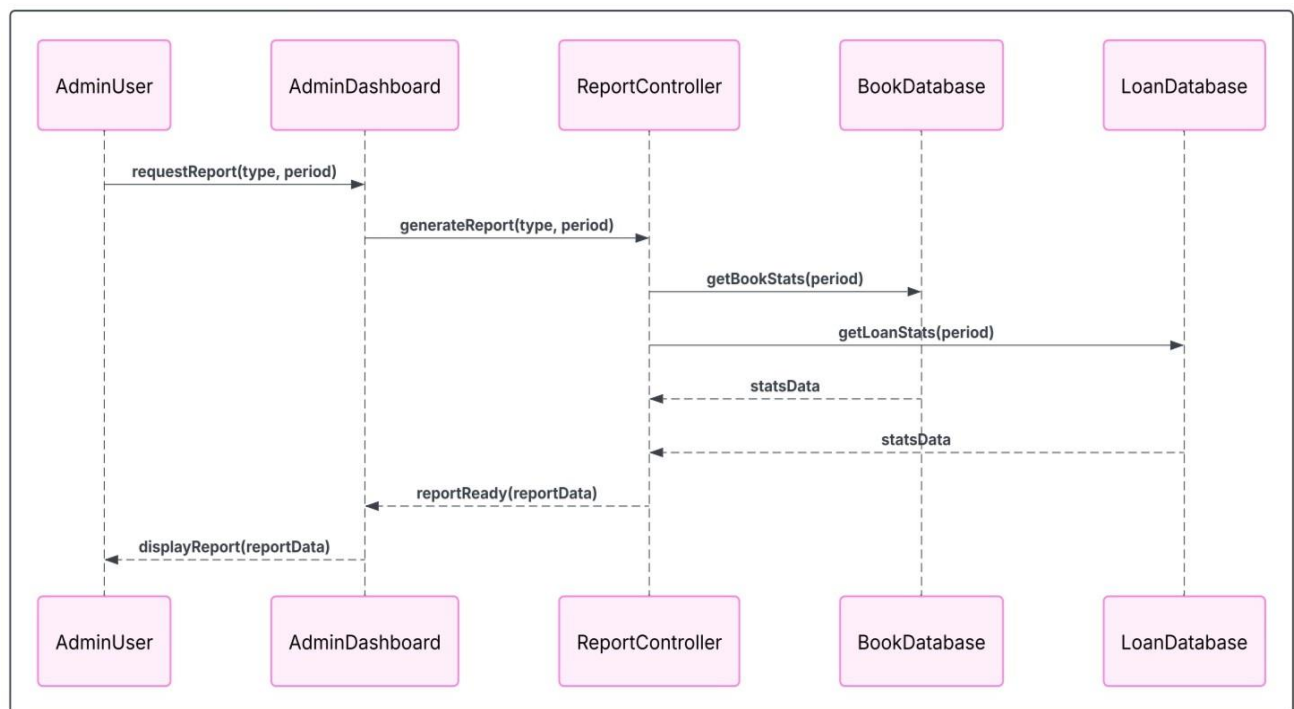 AdminUser
AdminDashboard
ReportController
BookDatabase
LoanDatabase
requestReport(type, period)
generateReport(type, period)
getBookStats(period)
getLoanStats(period)
statsData
statsData
reportReady(reportData)
displayReport(reportData)
AdminUser
AdminDashboard
ReportController
BookDatabase
LoanDatabase